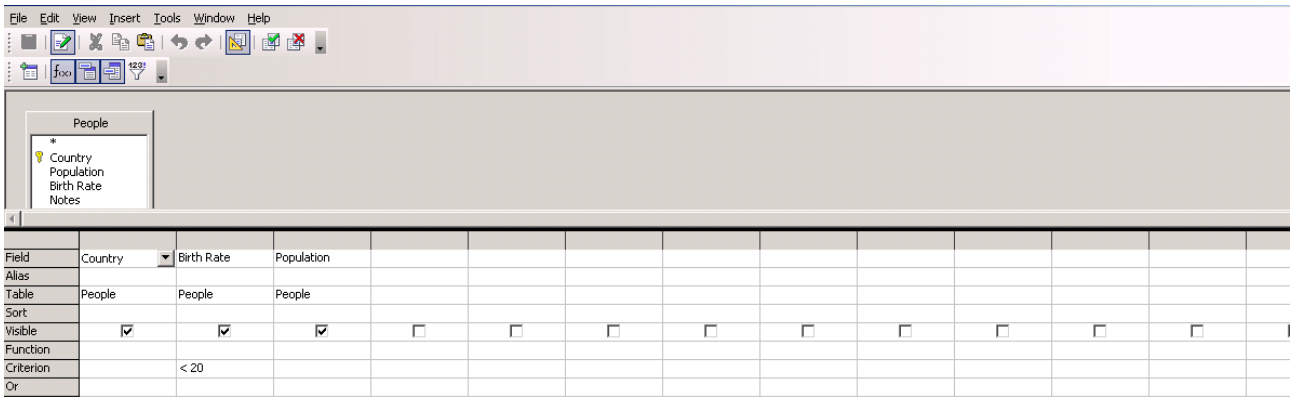 File Edit View Insert Tools Window Help
f(x) 123!
People
*
Country
Population
Birth Rate
Notes
Field Country Birth Rate Population
Alias
Table People People People
Sort
Visible
Function
Criterion < 20
Or